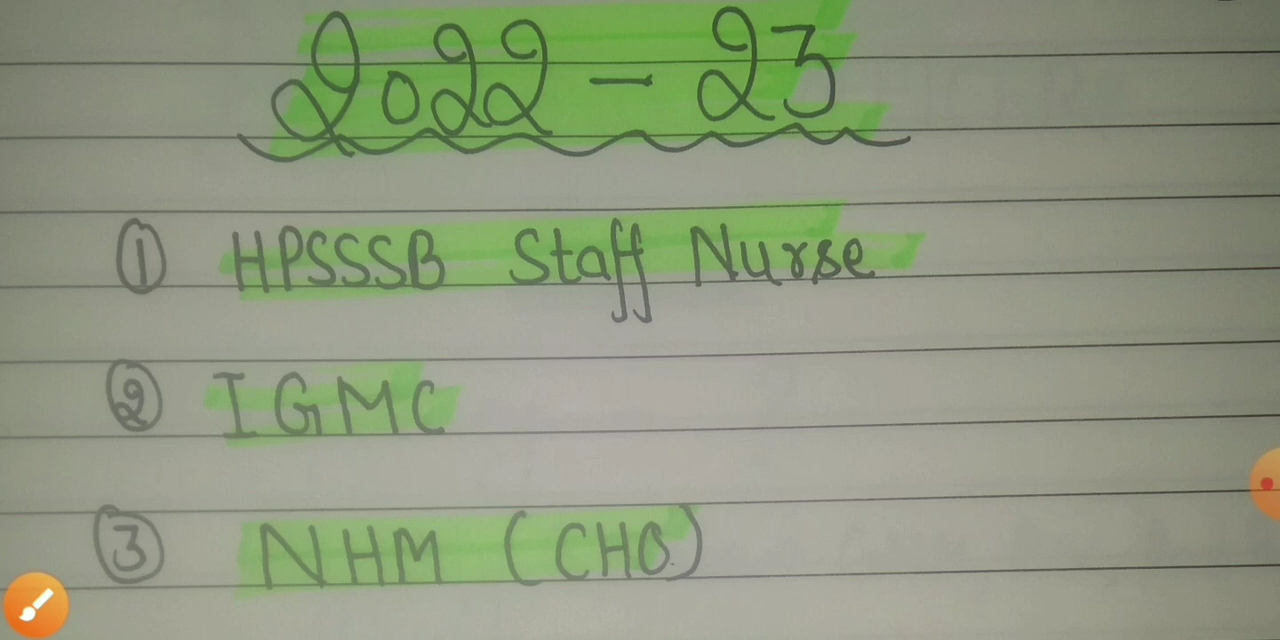 2022 - 23
① HPSSSB Staff Nurse
② IGMC
③ NHM (CHO)